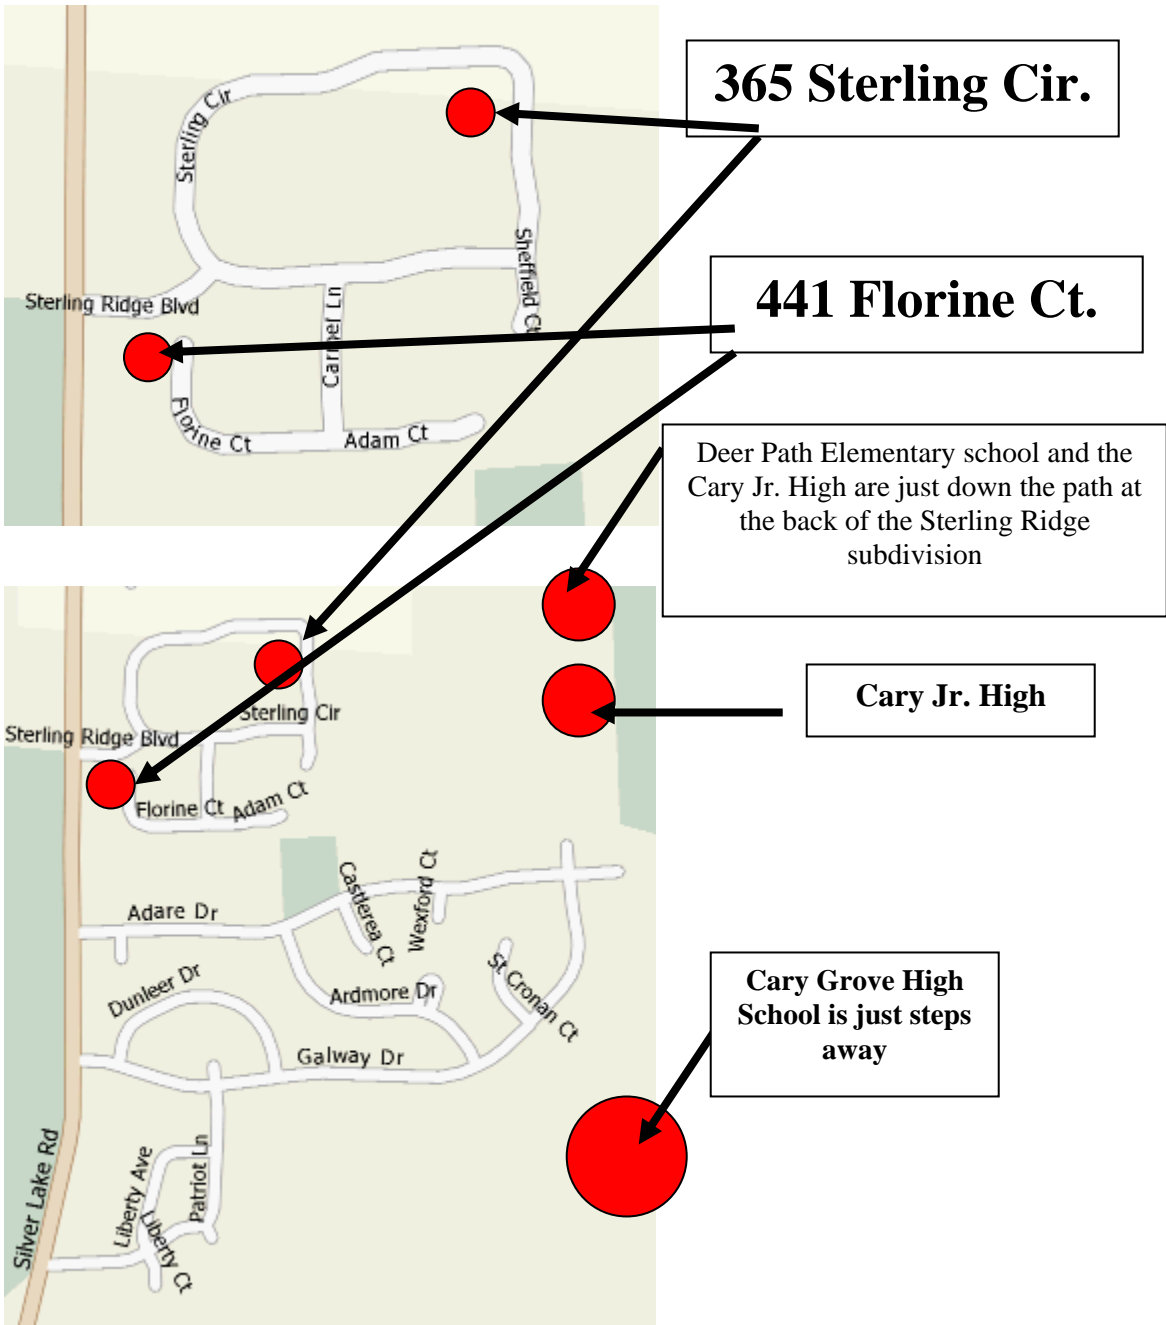 365 Sterling Cir.
Sterling Cir
Sheffield Ct
441 Florine Ct.
Sterling Ridge Blvd
Carmel Ln
Florine Ct
Adam Ct
Deer Path Elementary school and the
Cary Jr. High are just down the path at
the back of the Sterling Ridge
subdivision
Cary Jr. High
Sterling Cir
Sterling Ridge Blvd
Florine Ct
Adam Ct
Castlerea Ct
Wexford Ct
Adare Dr
St Cronan Ct
Dunleer Dr
Ardmore Dr
Cary Grove High
School is just steps
away
Galway Dr
Silver Lake Rd
Liberty Ave
Patriot Ln
Liberty Ct